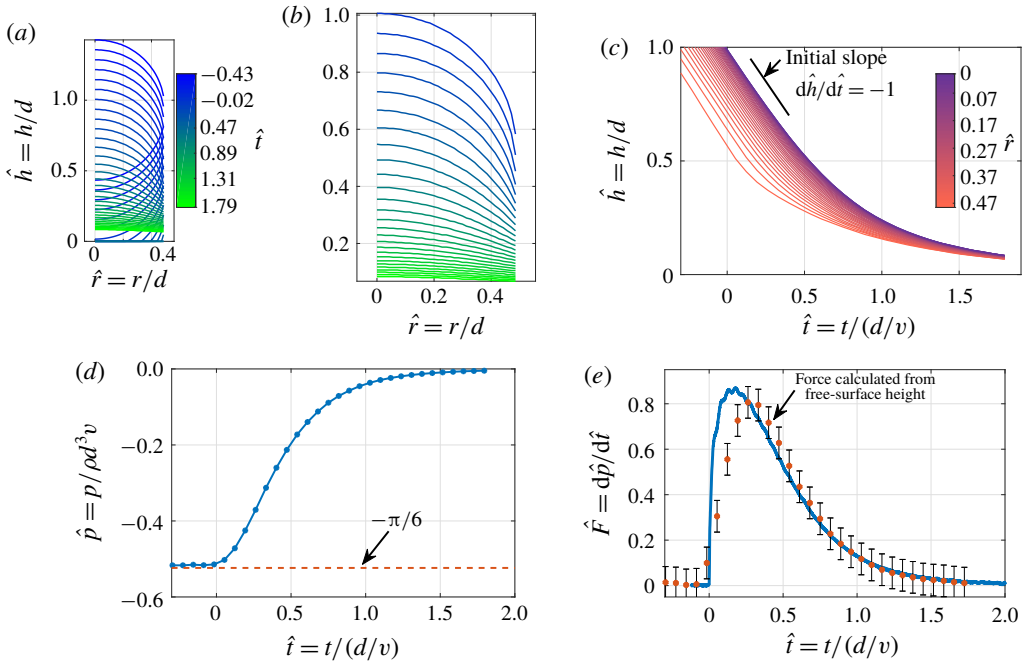 (a)
1.0
0.5
0
0
0.4
ĥ = h/d
r̂ = r/d
−0.43
−0.02
0.47
0.89
1.31
1.79
t̂
(b)
1.0
0.8
0.6
0.4
0.2
0
0.2
0.4
r̂ = r/d
(c)
1.0
0.5
0
0
0.5
1.0
1.5
ĥ = h/d
t̂ = t/(d/v)
Initial slope
dĥ/dt̂ = −1
0
0.07
0.17
0.27
0.37
0.47
r̂
(d)
0.0
−0.2
−0.4
−0.6
0
0.5
1.0
1.5
2.0
p̂ = p/ρd³v
t̂ = t/(d/v)
−π/6
(e)
0.8
0.4
0
0
0.5
1.0
1.5
2.0
F̂ = dp̂/dt̂
t̂ = t/(d/v)
Force calculated from
free-surface height